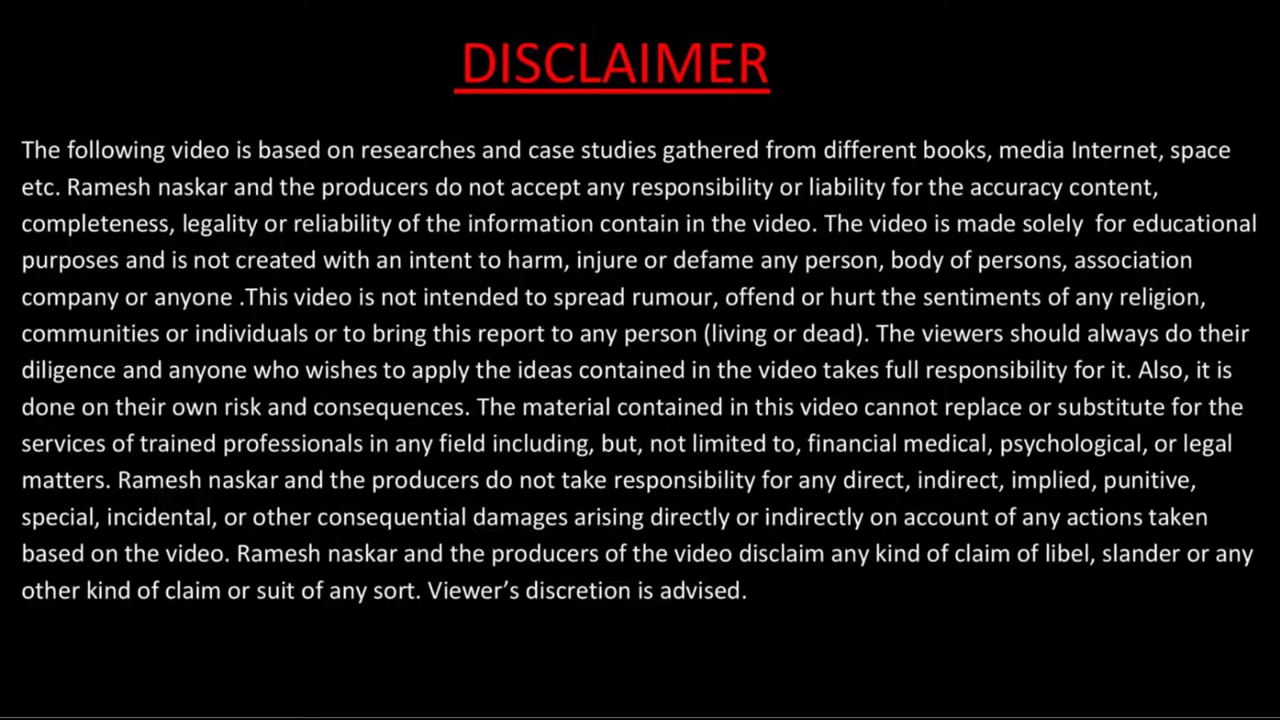 DISCLAIMER
The following video is based on researches and case studies gathered from different books, media Internet, space
etc. Ramesh naskar and the producers do not accept any responsibility or liability for the accuracy content,
completeness, legality or reliability of the information contain in the video. The video is made solely  for educational
purposes and is not created with an intent to harm, injure or defame any person, body of persons, association
company or anyone .This video is not intended to spread rumour, offend or hurt the sentiments of any religion,
communities or individuals or to bring this report to any person (living or dead). The viewers should always do their
diligence and anyone who wishes to apply the ideas contained in the video takes full responsibility for it. Also, it is
done on their own risk and consequences. The material contained in this video cannot replace or substitute for the
services of trained professionals in any field including, but, not limited to, financial medical, psychological, or legal
matters. Ramesh naskar and the producers do not take responsibility for any direct, indirect, implied, punitive,
special, incidental, or other consequential damages arising directly or indirectly on account of any actions taken
based on the video. Ramesh naskar and the producers of the video disclaim any kind of claim of libel, slander or any
other kind of claim or suit of any sort. Viewer’s discretion is advised.